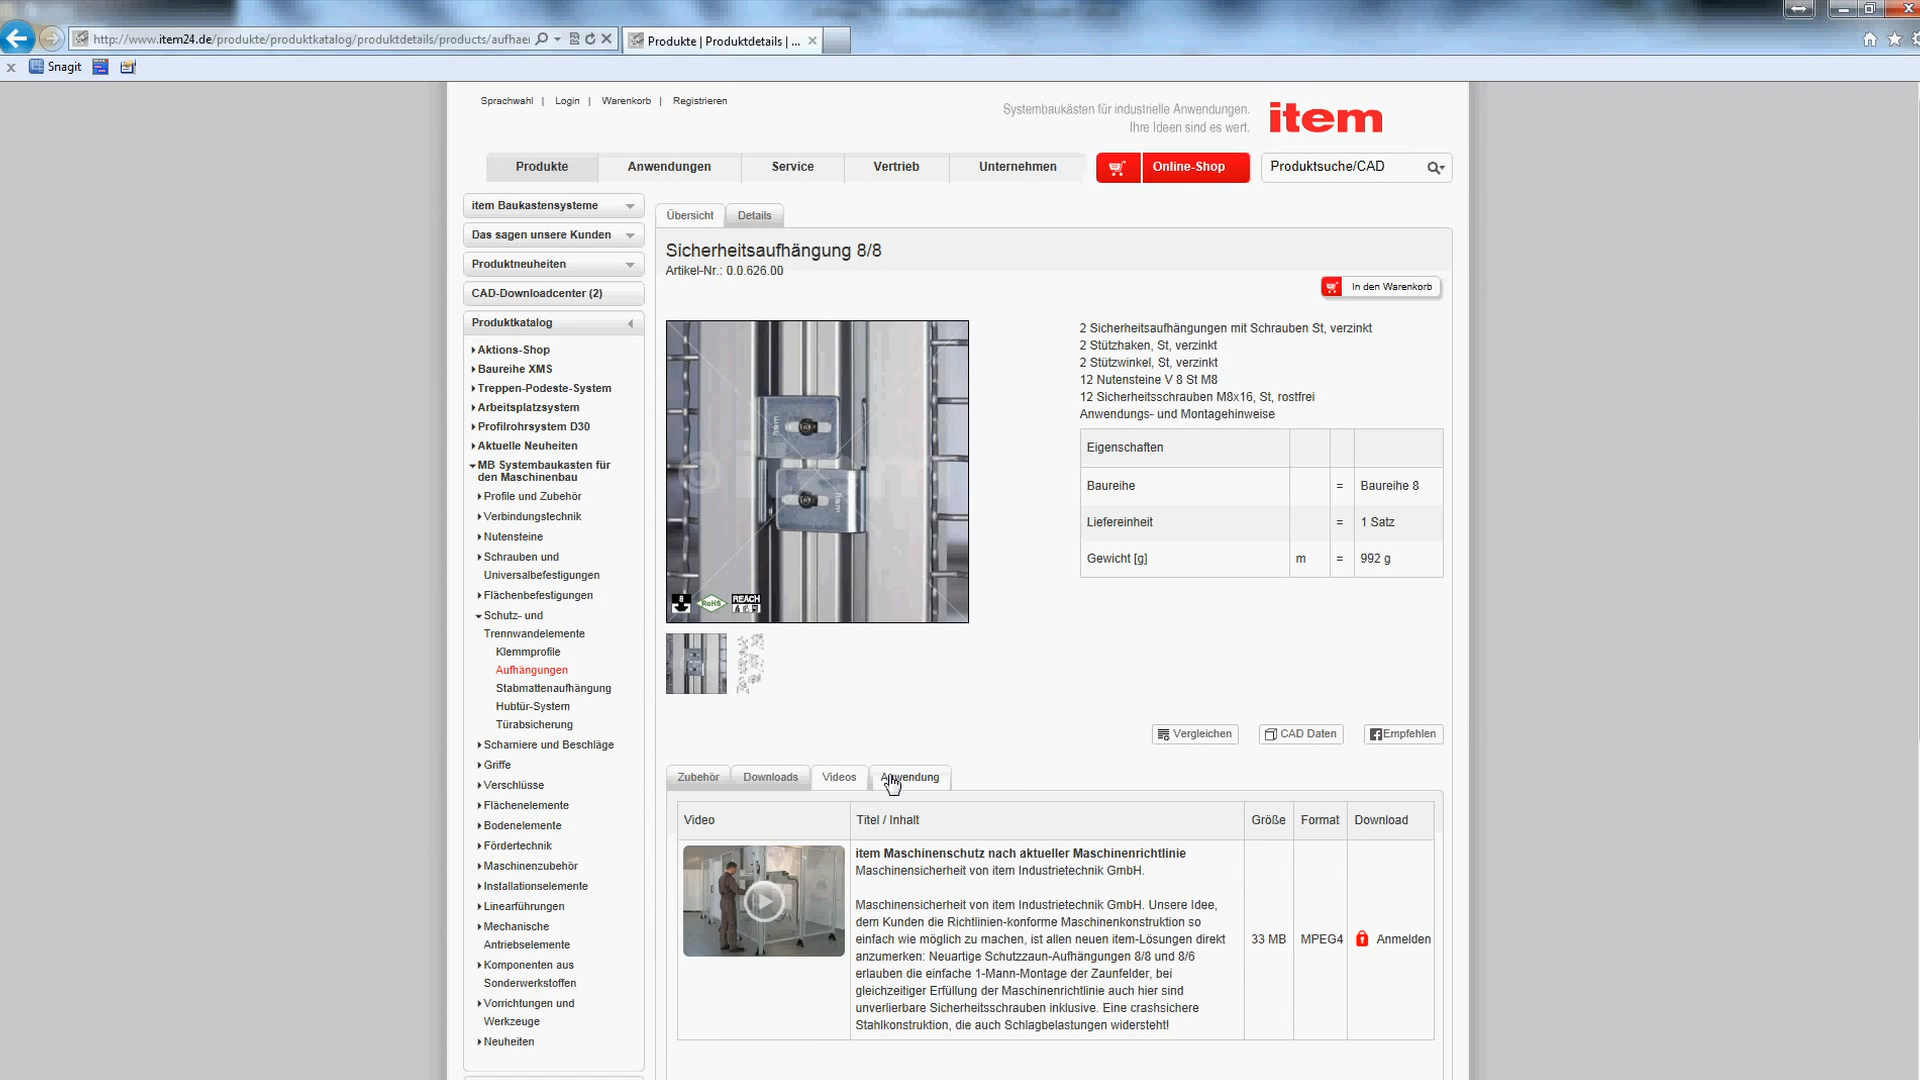 http://www.item24.de/produkte/produktkatalog/produktdetails/products/aufhae
Produkte | Produktdetails | ...
Snagit
Sprachwahl | Login | Warenkorb | Registrieren
Systembaukästen für industrielle Anwendungen.
Ihre Ideen sind es wert.
item
Produkte
Anwendungen
Service
Vertrieb
Unternehmen
Online-Shop
Produktsuche/CAD
item Baukastensysteme
Das sagen unsere Kunden
Produktneuheiten
CAD-Downloadcenter (2)
Produktkatalog
Aktions-Shop
Baureihe XMS
Treppen-Podeste-System
Arbeitsplatzsystem
Profilrohrsystem D30
Aktuelle Neuheiten
MB Systembaukasten für
den Maschinenbau
Profile und Zubehör
Verbindungstechnik
Nutensteine
Schrauben und
Universalbefestigungen
Flächenbefestigungen
Schutz- und
Trennwandelemente
Klemmprofile
Aufhängungen
Stabmattenaufhängung
Hubtür-System
Türabsicherung
Scharniere und Beschläge
Griffe
Verschlüsse
Flächenelemente
Bodenelemente
Fördertechnik
Maschinenzubehör
Installationselemente
Linearführungen
Mechanische
Antriebselemente
Komponenten aus
Sonderwerkstoffen
Vorrichtungen und
Werkzeuge
Neuheiten
Übersicht
Details
Sicherheitsaufhängung 8/8
Artikel-Nr.: 0.0.626.00
In den Warenkorb
item
item
8
RoHS
REACH
2 Sicherheitsaufhängungen mit Schrauben St, verzinkt
2 Stützhaken, St, verzinkt
2 Stützwinkel, St, verzinkt
12 Nutensteine V 8 St M8
12 Sicherheitsschrauben M8x16, St, rostfrei
Anwendungs- und Montagehinweise
Eigenschaften
Baureihe = Baureihe 8
Liefereinheit = 1 Satz
Gewicht [g] m = 992 g
Vergleichen
CAD Daten
Empfehlen
Zubehör
Downloads
Videos
Anwendung
Video
Titel / Inhalt
Größe
Format
Download
item Maschinenschutz nach aktueller Maschinenrichtlinie
Maschinensicherheit von item Industrietechnik GmbH.
Maschinensicherheit von item Industrietechnik GmbH. Unsere Idee,
dem Kunden die Richtlinien-konforme Maschinenkonstruktion so
einfach wie möglich zu machen, ist allen neuen item-Lösungen direkt
anzumerken: Neuartige Schutzzaun-Aufhängungen 8/8 und 8/6
erlauben die einfache 1-Mann-Montage der Zaunfelder, bei
gleichzeitiger Erfüllung der Maschinenrichtlinie auch hier sind
unverlierbare Sicherheitsschrauben inklusive. Eine crashsichere
Stahlkonstruktion, die auch Schlagbelastungen widersteht!
33 MB
MPEG4
Anmelden